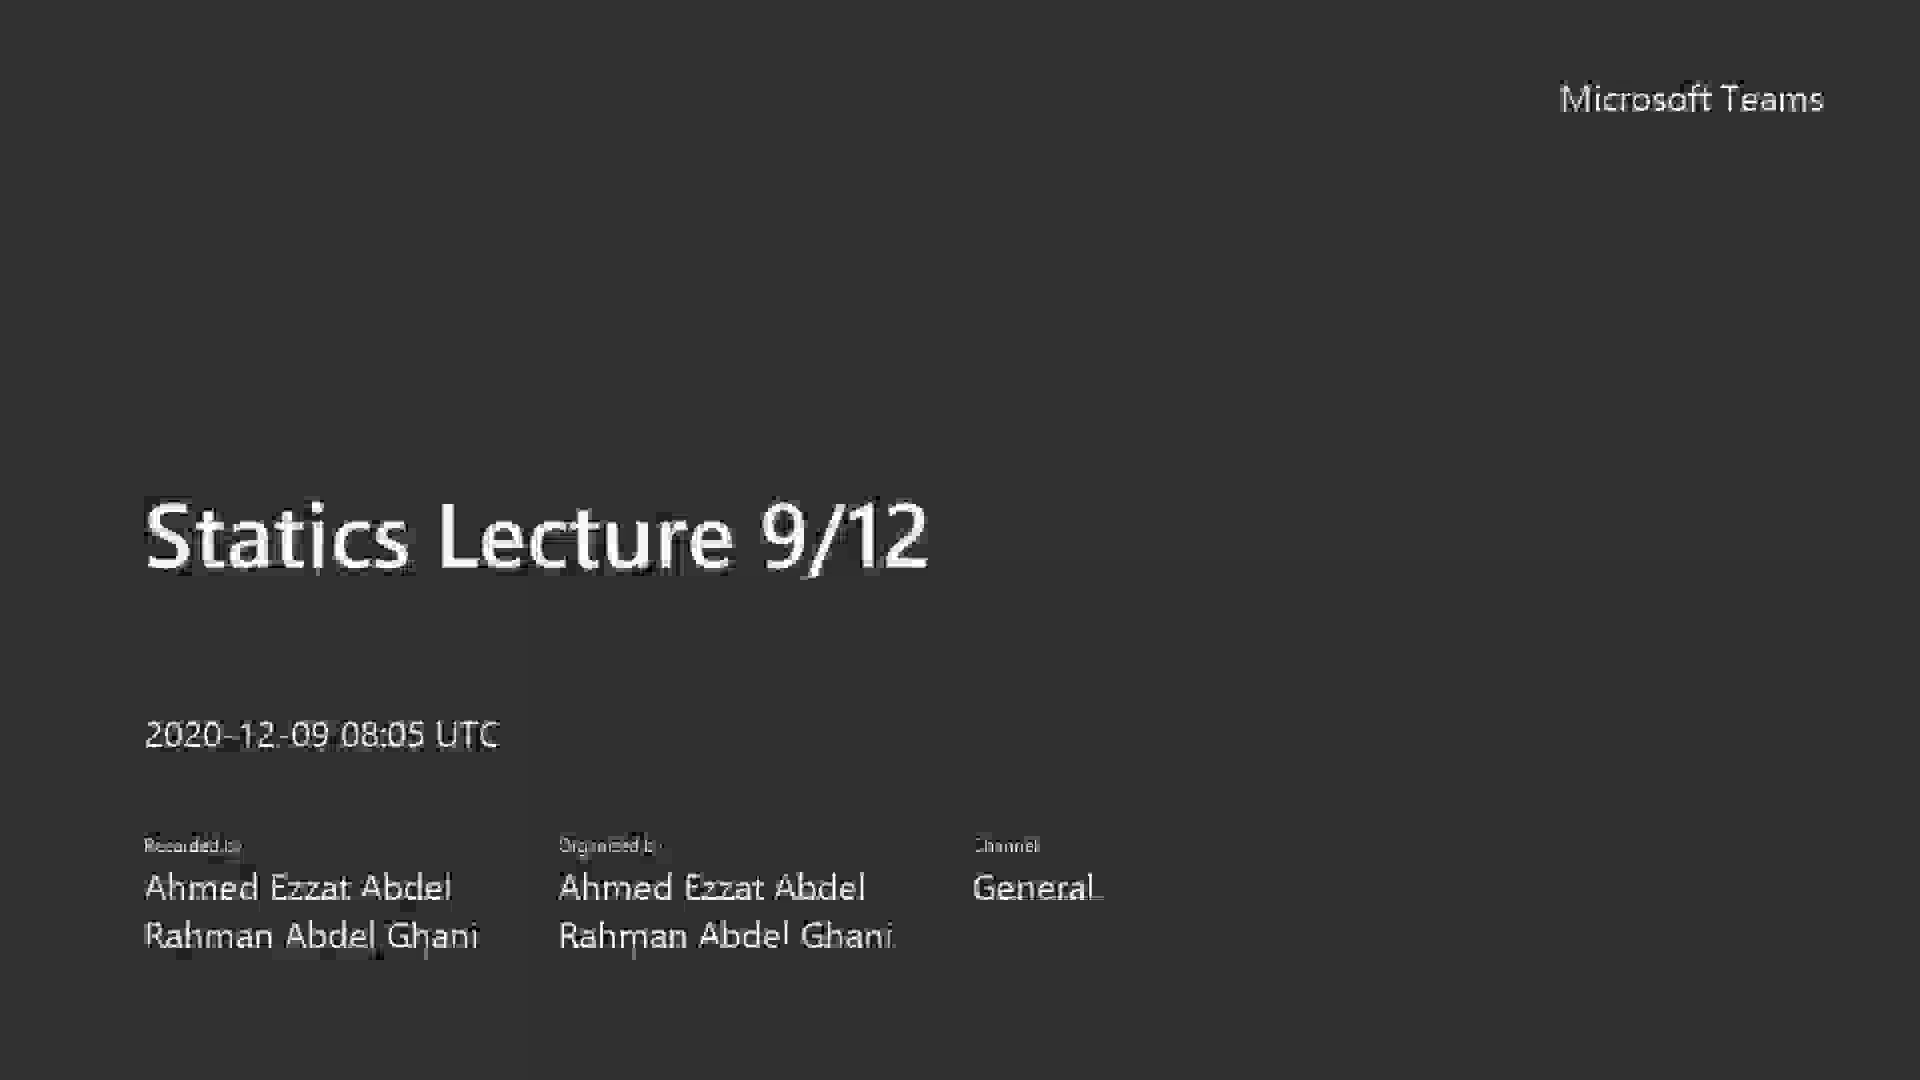 Microsoft Teams
Statics Lecture 9/12
2020-12-09 08:05 UTC
Recorded by
Organized by
Channel
Ahmed Ezzat Abdel
Rahman Abdel Ghani
Ahmed Ezzat Abdel
Rahman Abdel Ghani
General